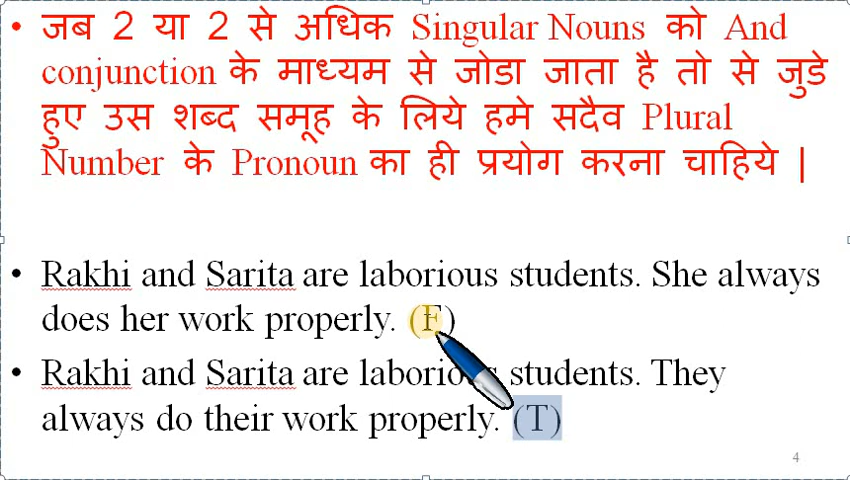 • जब 2 या 2 से अधिक Singular Nouns को And
conjunction के माध्यम से जोडा जाता है तो से जुडे
हुए उस शब्द समूह के लिये हमे सदैव Plural
Number के Pronoun का ही प्रयोग करना चाहिये |
• Rakhi and Sarita are laborious students. She always
does her work properly. (F)
• Rakhi and Sarita are laborious students. They
always do their work properly. (T)
4